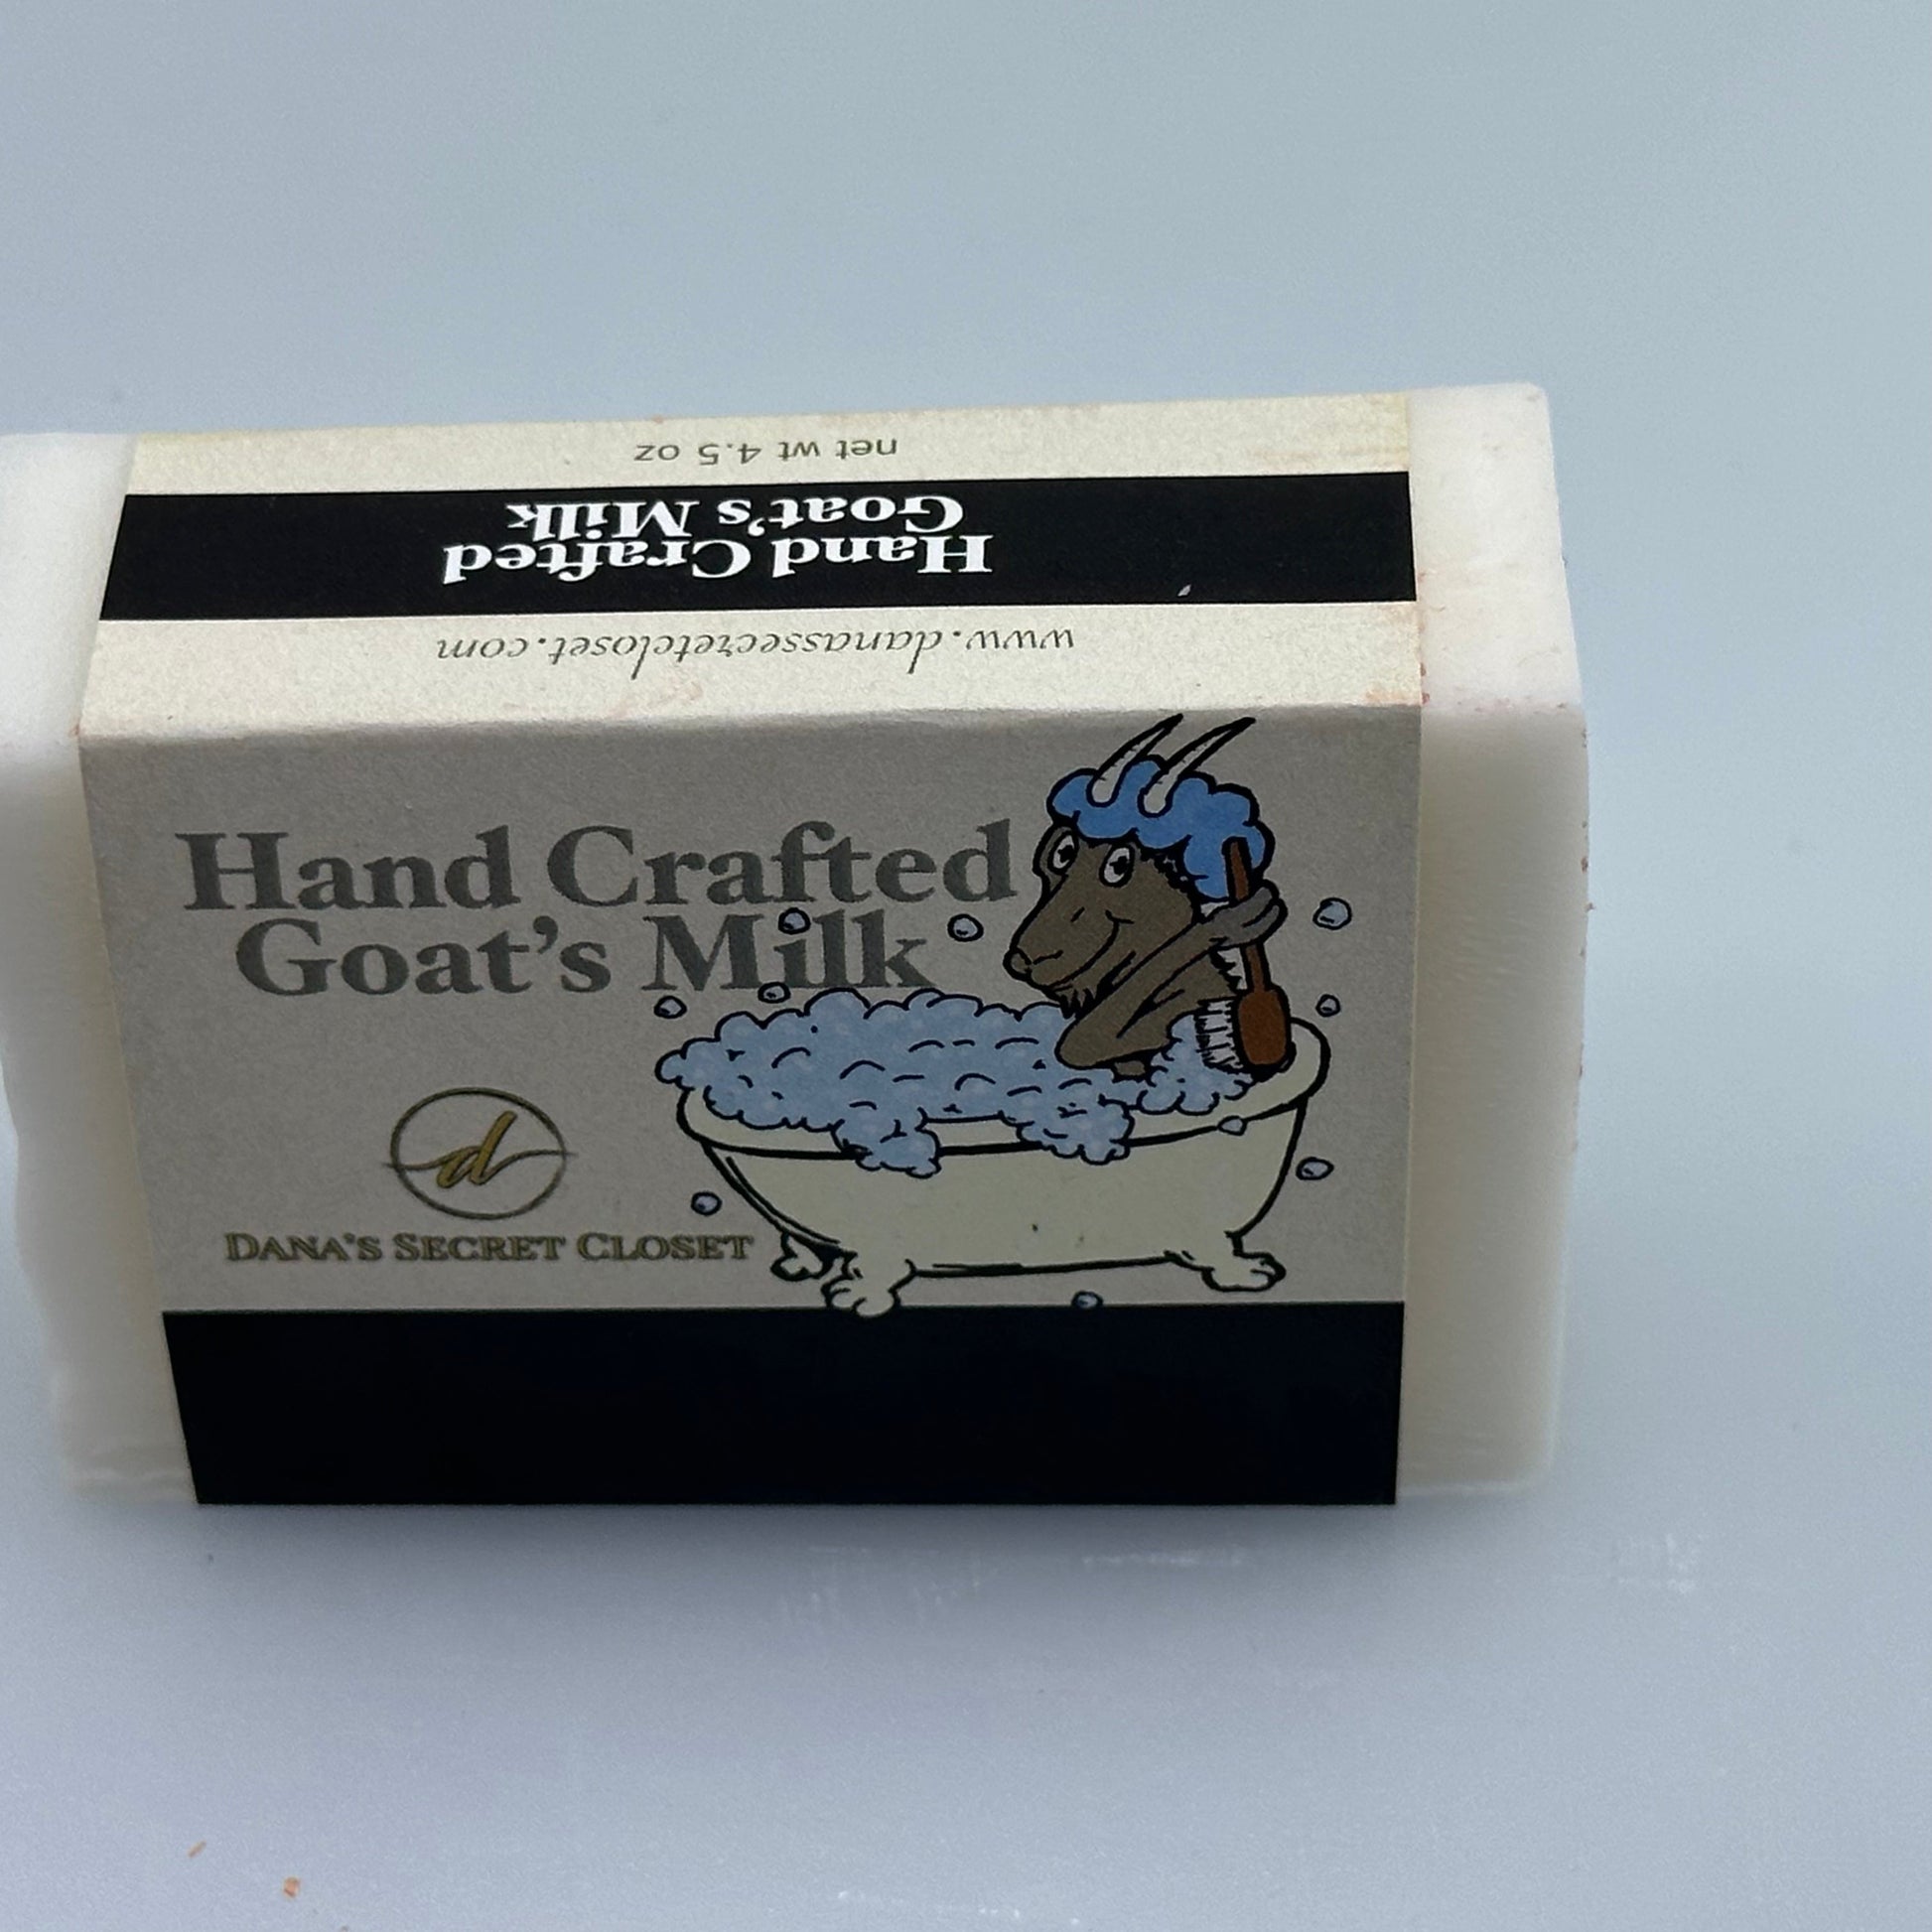 net wt 4.5 oz
Hand Crafted
Goat's Milk
www.danassecretcloset.com
Hand Crafted
Goat's Milk
d
DANA'S SECRET CLOSET